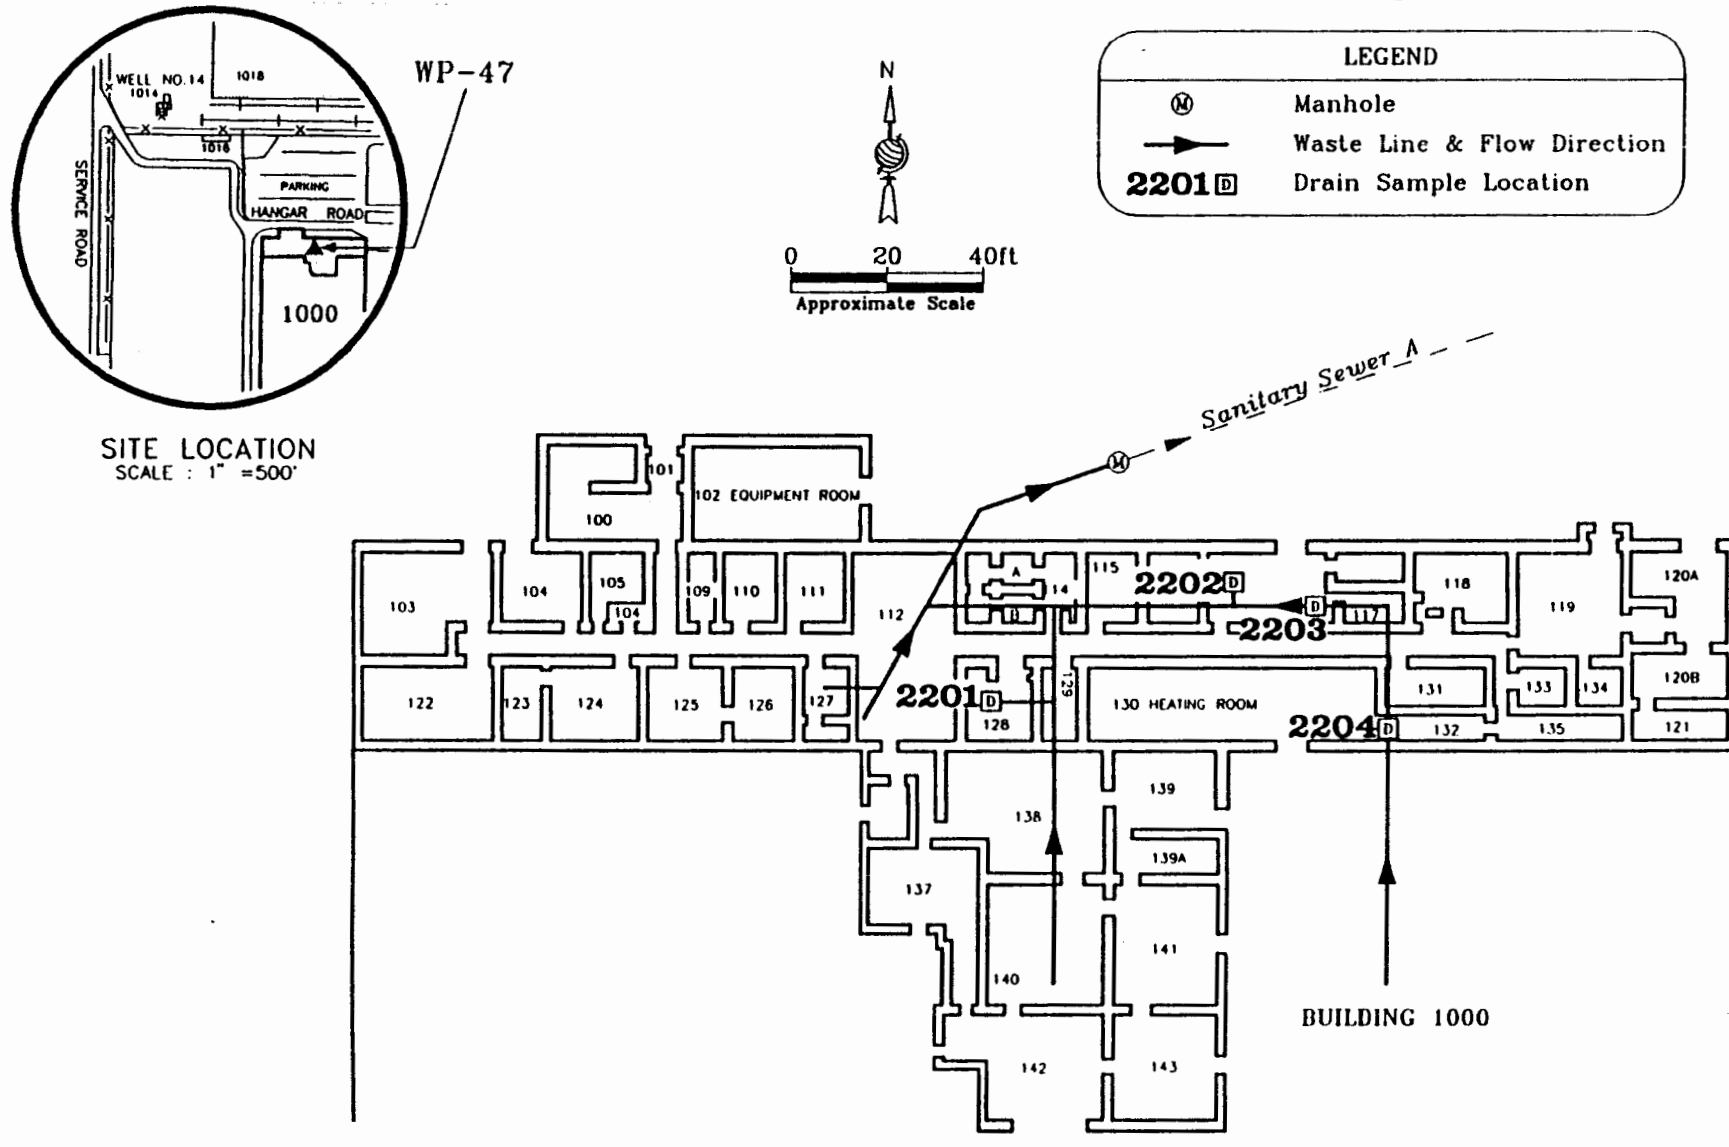 WP-47
WELL NO.14
1014
1018
1016
PARKING
HANGAR ROAD
SERVICE ROAD
1000
SITE LOCATION
SCALE : 1" =500'
N
0 20 40ft
Approximate Scale
LEGEND
M Manhole
Waste Line & Flow Direction
2201 D Drain Sample Location
Sanitary Sewer A
M
101
102 EQUIPMENT ROOM
100
103
104
105
104
109
110
111
112
A
B
14
115
2202 D
D
2203
117
118
119
120A
122
123
124
125
126
127
2201 D
128
129
130 HEATING ROOM
2204 D
131
132
133
134
135
120B
121
138
139
139A
137
140
141
142
143
BUILDING 1000